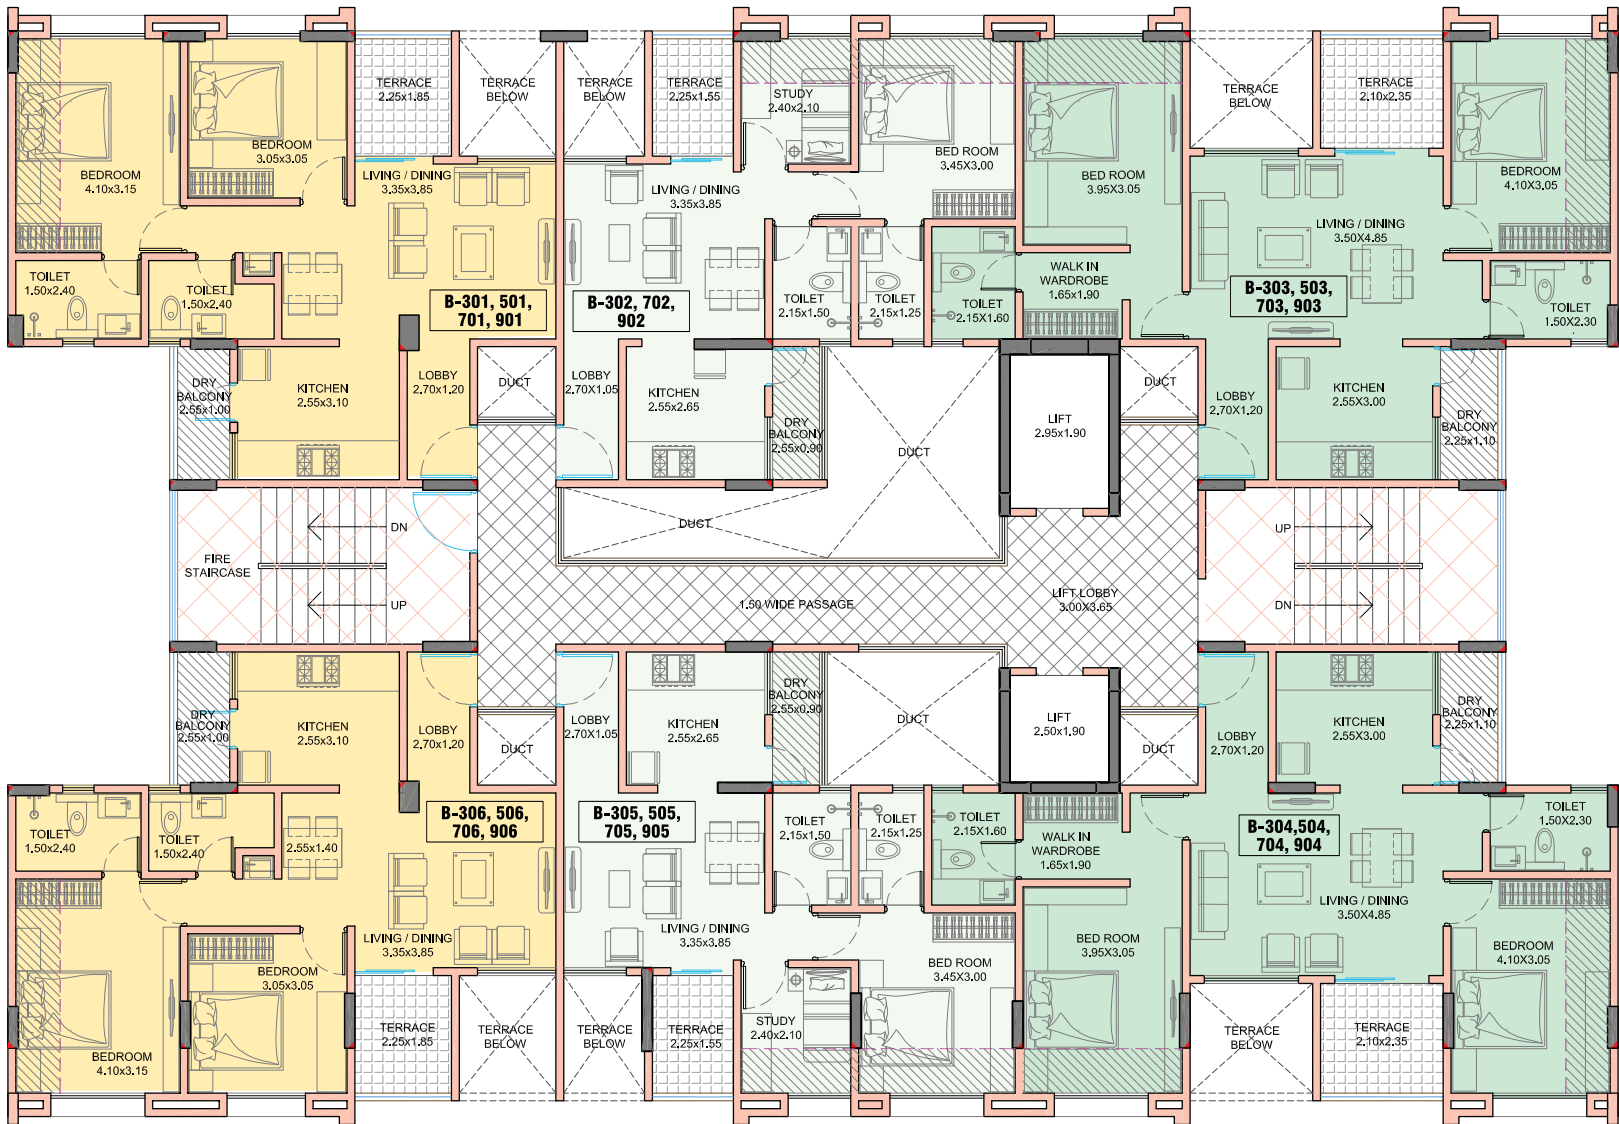 TERRACE
2.25x1.85
TERRACE
BELOW
TERRACE
BELOW
TERRACE
2.25x1.55
STUDY
2.40x2.10
BED ROOM
3.45X3.00
BED ROOM
3.95X3.05
TERRACE
BELOW
TERRACE
2.10x2.35
BEDROOM
4.10X3.05
BEDROOM
4.10x3.15
BEDROOM
3.05x3.05
LIVING / DINING
3.35x3.85
LIVING / DINING
3.35x3.85
LIVING / DINING
3.50X4.85
TOILET
1.50x2.40
TOILET
1.50x2.40
B-301, 501,
701, 901
B-302, 702,
902
TOILET
2.15x1.50
TOILET
2.15x1.25
TOILET
2.15X1.60
WALK IN
WARDROBE
1.65x1.90
B-303, 503,
703, 903
TOILET
1.50X2.30
DRY
BALCONY
2.55x1.00
KITCHEN
2.55x3.10
LOBBY
2.70x1.20
DUCT
LOBBY
2.70X1.05
KITCHEN
2.55x2.65
DRY
BALCONY
2.55x0.90
DUCT
LIFT
2.95x1.90
DUCT
LOBBY
2.70X1.20
KITCHEN
2.55X3.00
DRY
BALCONY
2.25x1.10
FIRE
STAIRCASE
DN
UP
DUCT
1.50 WIDE PASSAGE
LIFT LOBBY
3.00X3.65
UP
DN
DRY
BALCONY
2.55x1.00
KITCHEN
2.55x3.10
LOBBY
2.70x1.20
DUCT
LOBBY
2.70X1.05
KITCHEN
2.55x2.65
DRY
BALCONY
2.55x0.90
DUCT
LIFT
2.50x1.90
DUCT
LOBBY
2.70X1.20
KITCHEN
2.55X3.00
DRY
BALCONY
2.25x1.10
TOILET
1.50x2.40
TOILET
1.50x2.40
2.55x1.40
B-306, 506,
706, 906
B-305, 505,
705, 905
TOILET
2.15x1.50
TOILET
2.15x1.25
TOILET
2.15X1.60
WALK IN
WARDROBE
1.65x1.90
B-304,504,
704, 904
TOILET
1.50X2.30
LIVING / DINING
3.35x3.85
LIVING / DINING
3.35x3.85
LIVING / DINING
3.50X4.85
BEDROOM
4.10x3.15
BEDROOM
3.05x3.05
TERRACE
2.25x1.85
TERRACE
BELOW
TERRACE
BELOW
TERRACE
2.25x1.55
STUDY
2.40x2.10
BED ROOM
3.45X3.00
BED ROOM
3.95X3.05
TERRACE
BELOW
TERRACE
2.10x2.35
BEDROOM
4.10X3.05